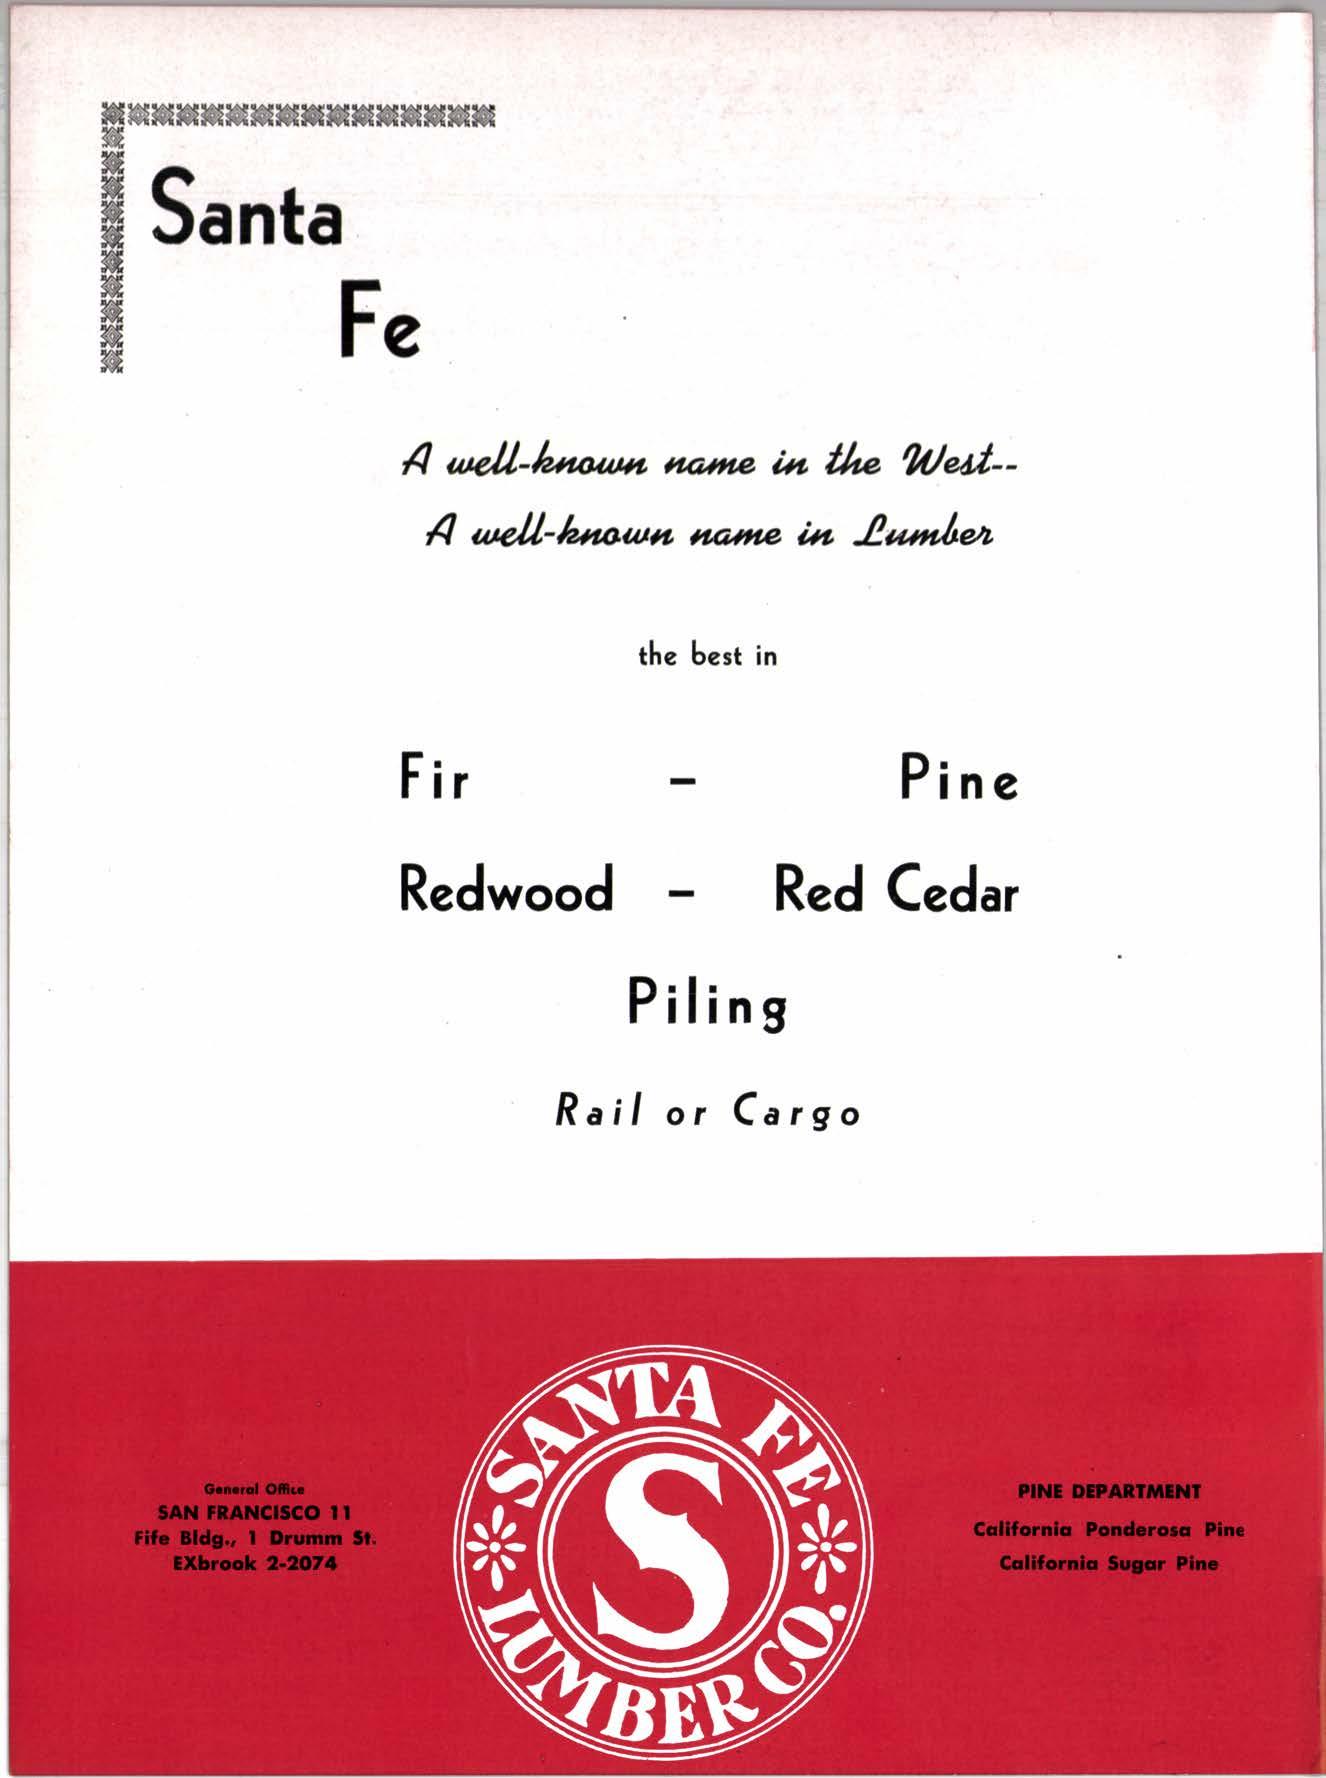 Santa
Fe
A well-known name in the West--
A well-known name in Lumber
the best in
Fir - Pine
Redwood - Red Cedar
Piling
Rail or Cargo
General Office
SAN FRANCISCO 11
Fife Bldg., 1 Drumm St.
EXbrook 2-2074
SANTA FE
S
LUMBER CO.
PINE DEPARTMENT
California Ponderosa Pine
California Sugar Pine